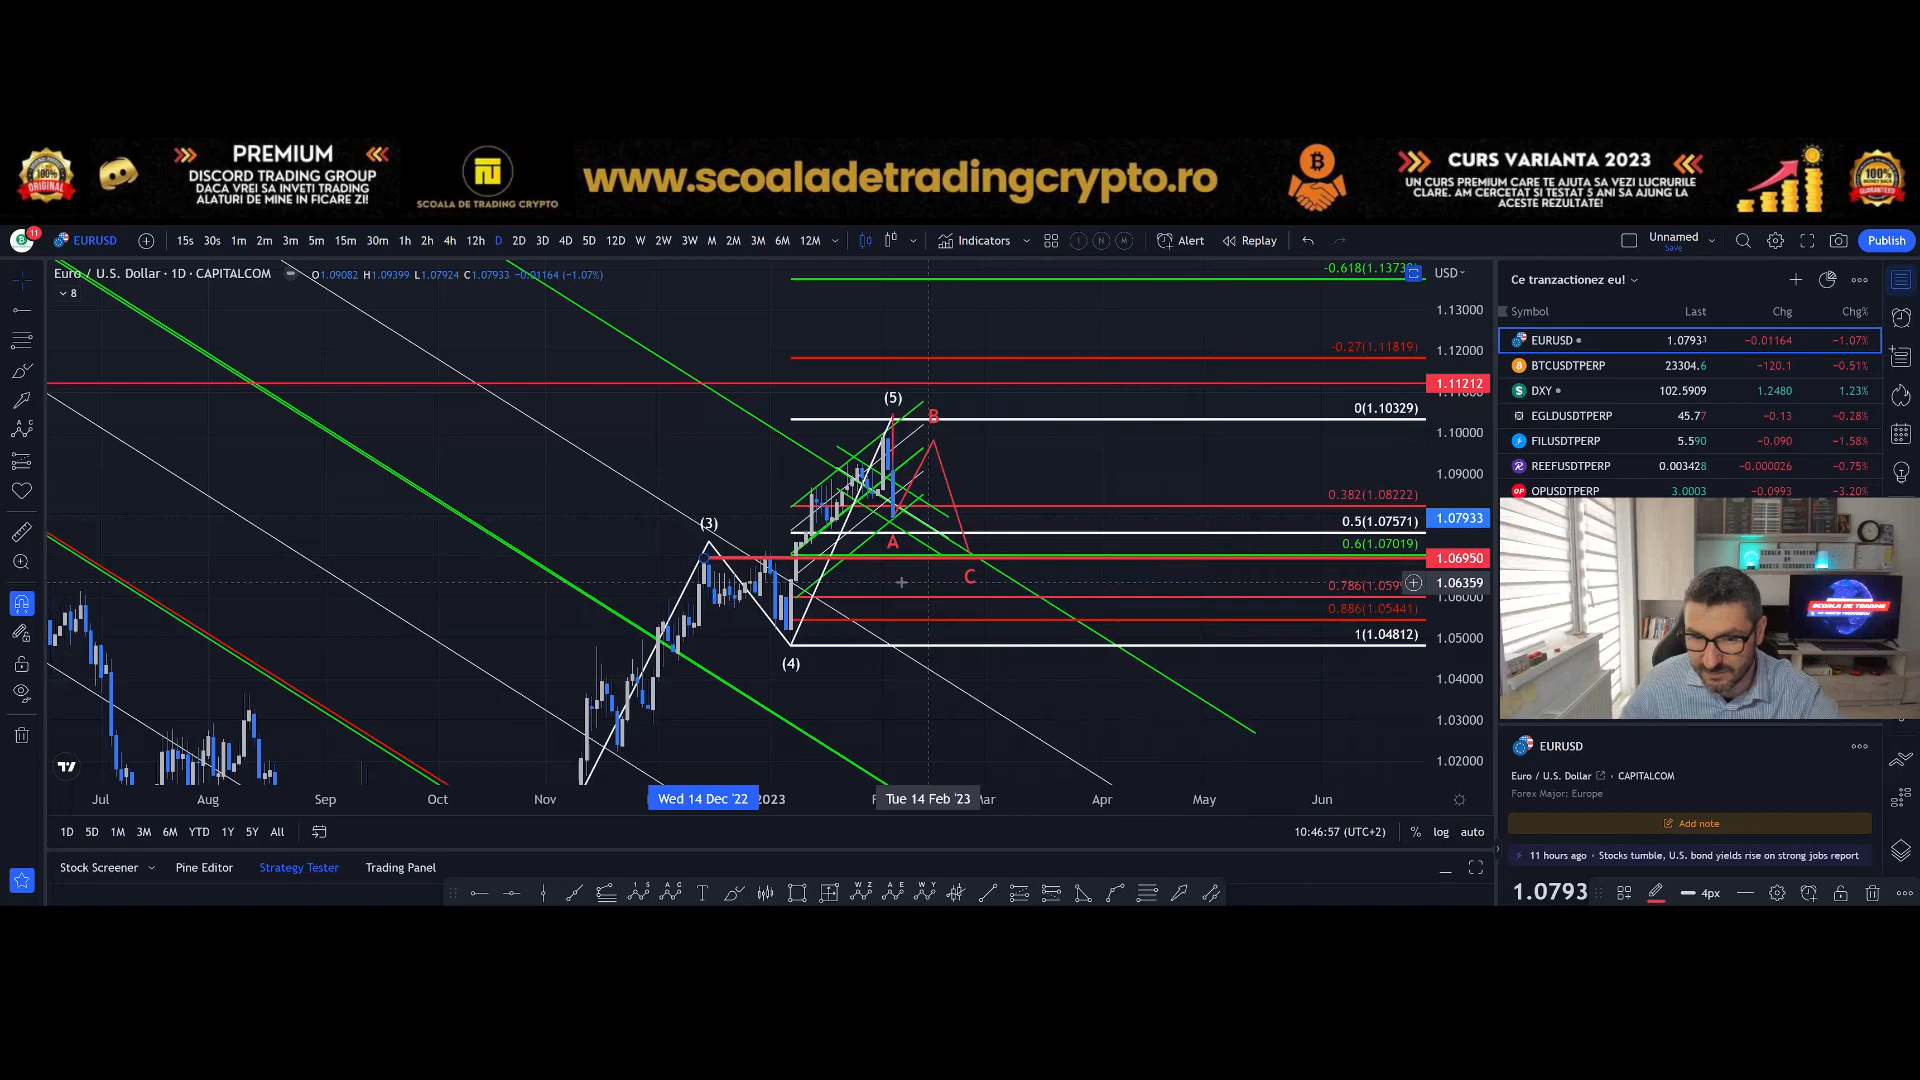 PREMIUM
DISCORD TRADING GROUP
DACA VREI SA INVETI TRADING
ALATURI DE MINE IN FICARE ZI!
SCOALA DE TRADING CRYPTO
www.scoaladetradingcrypto.ro
CURS VARIANTA 2023
UN CURS PREMIUM CARE TE AJUTA SA VEZI LUCRURILE
CLARE. AM CERCETAT SI TESTAT 5 ANI SA AJUNG LA
ACESTE REZULTATE!
100%
ORIGINAL
100%
MONEY BACK
11
EURUSD 15s 30s 1m 2m 3m 5m 15m 30m 1h 2h 4h 12h D 2D 3D 4D 5D 12D W 2W 3W M 2M 3M 6M 12M Indicators Alert Replay
Unnamed
Save
Publish
Euro / U.S. Dollar · 1D · CAPITALCOM O1.09082 H1.09399 L1.07924 C1.07933 −0.01164 (−1.07%)
8
USD
1.13000
1.12000
1.11212
1.10000
1.09000
1.07933
1.06950
1.06359
1.06000
1.05000
1.04000
1.03000
1.02000
-0.27(1.11819)
0(1.10329)
0.382(1.08222)
0.5(1.07571)
0.6(1.07019)
0.886(1.05441)
1(1.04812)
(3)
(4)
(5)
A
B
C
Jul Aug Sep Oct Nov Wed 14 Dec '22 2023 Tue 14 Feb '23 Apr May Jun
1D 5D 1M 3M 6M YTD 1Y 5Y All
10:46:57 (UTC+2) % log auto
Stock Screener Pine Editor Strategy Tester Trading Panel
Ce tranzactionez eu!
Symbol Last Chg Chg%
EURUSD 1.07933 −0.01164 −1.07%
BTCUSDTPERP 23304.6 −120.1 −0.51%
DXY 102.5909 1.2480 1.23%
EGLDUSDTPERP 45.77 −0.13 −0.28%
FILUSDTPERP 5.590 −0.090 −1.58%
REEFUSDTPERP 0.003428 −0.000026 −0.75%
OPUSDTPERP 3.0003 −0.0993 −3.20%
SCOALA DE TRADING
EURUSD
Euro / U.S. Dollar · CAPITALCOM
Forex Major: Europe
Add note
11 hours ago · Stocks tumble, U.S. bond yields rise on strong jobs report
1.0793
4px